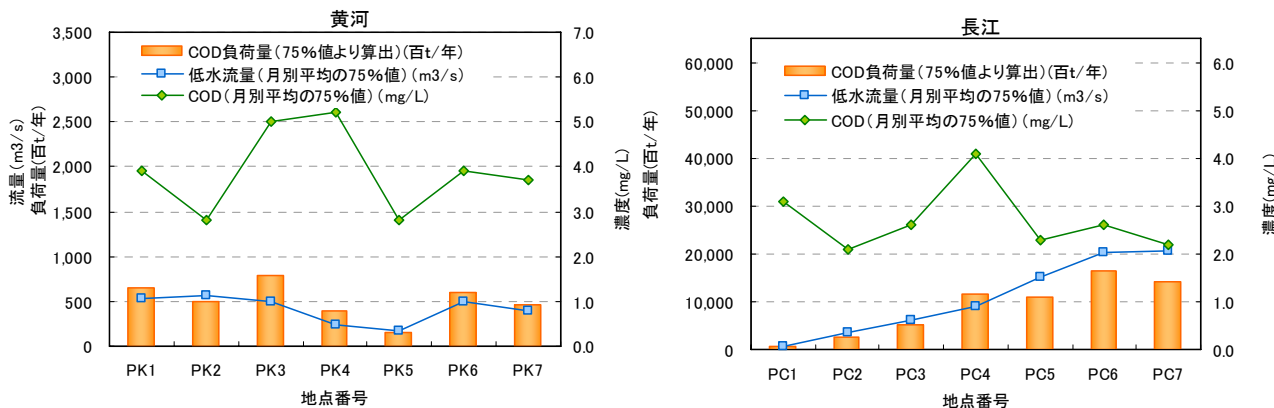 黄河
3,500
3,000
2,500
2,000
1,500
1,000
500
0
流量(m3/s)
負荷量(百t/年)
COD負荷量(75%値より算出)(百t/年)
低水流量(月別平均の75%値)(m3/s)
COD(月別平均の75%値)(mg/L)
7.0
6.0
5.0
4.0
3.0
2.0
1.0
0.0
濃度(mg/L)
PK1 PK2 PK3 PK4 PK5 PK6 PK7
地点番号
長江
60,000
50,000
40,000
30,000
20,000
10,000
0
負荷量(百t/年)
COD負荷量(75%値より算出)(百t/年)
低水流量(月別平均の75%値)(m3/s)
COD(月別平均の75%値)(mg/L)
6.0
5.0
4.0
3.0
2.0
1.0
0.0
濃度(mg/L)
PC1 PC2 PC3 PC4 PC5 PC6 PC7
地点番号